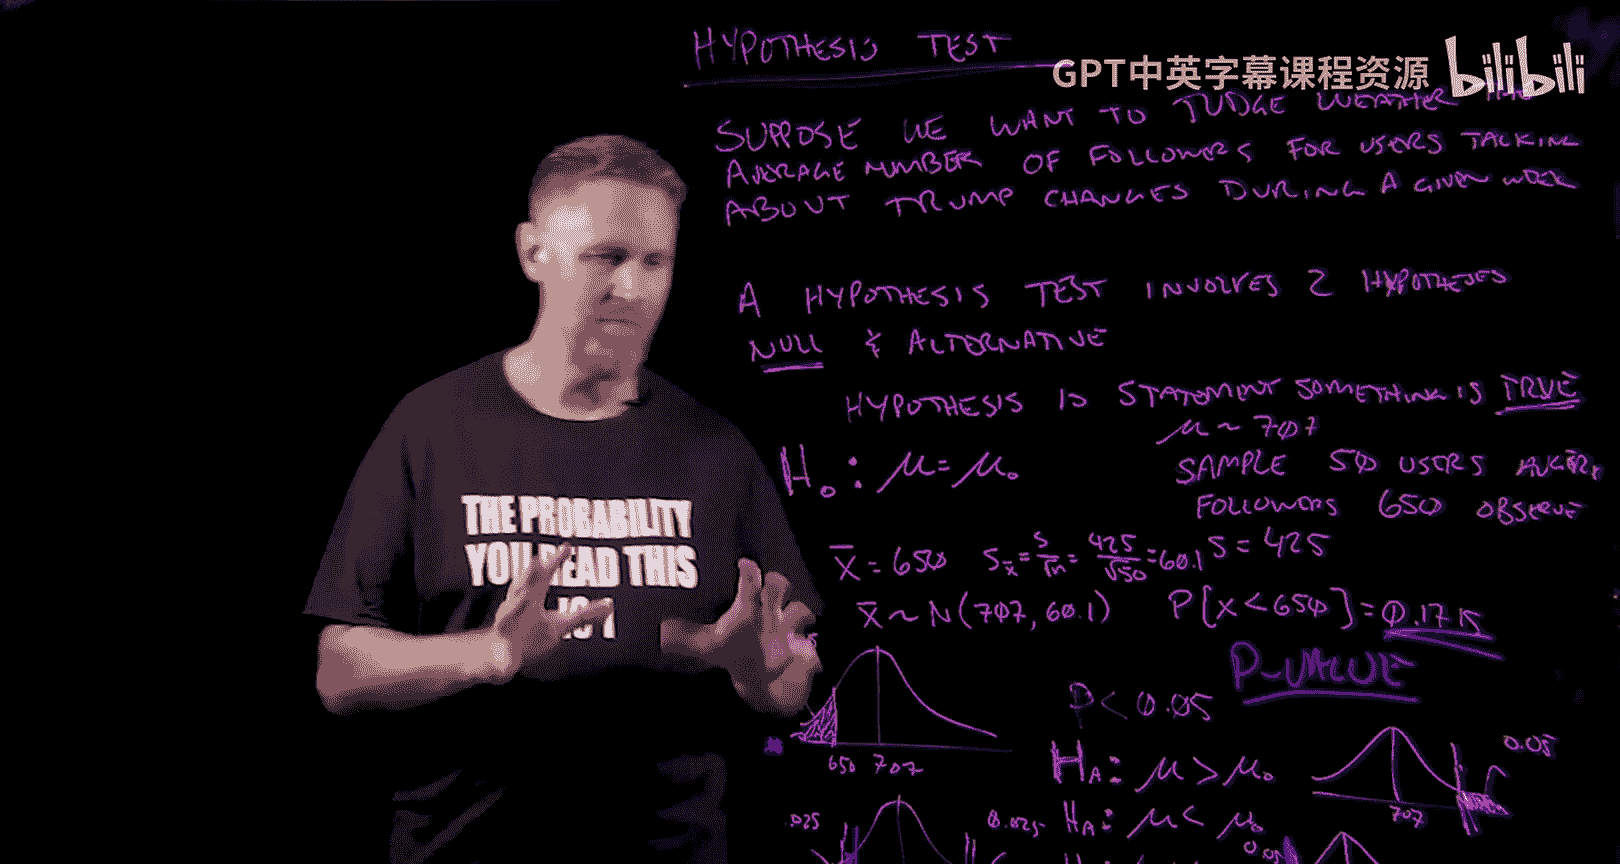 HYPOTHESIS TEST
GPT中英字幕课程资源 bilibili
SUPPOSE WE WANT TO JUDGE WEATHER
AVERAGE NUMBER OF FOLLOWERS FOR USERS TALKING
ABOUT TRUMP CHANGES DURING A GIVEN WEEK
A HYPOTHESIS TEST INVOLVES 2 HYPOTHESES
NULL & ALTERNATIVE
HYPOTHESIS IS STATEMENT SOMETHING IS TRUE
μ ~ 707
H₀: μ = μ₀
SAMPLE 50 USERS
FOLLOWERS 650 OBSERVE
x̄ = 650 s_x̄ = s/√n = 425/√50 = 60.1 S = 425
x̄ ~ N(707, 60.1) P[x < 650] = 0.1715
P-VALUE
P < 0.05
650 707
H_A: μ > μ₀
0.05
707
.025 0.025 H_A: μ < μ₀
0.05
THE PROBABILITY
YOU READ THIS
IS 1